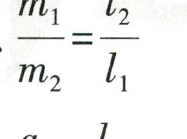 m₁/m₂ = l₂/l₁